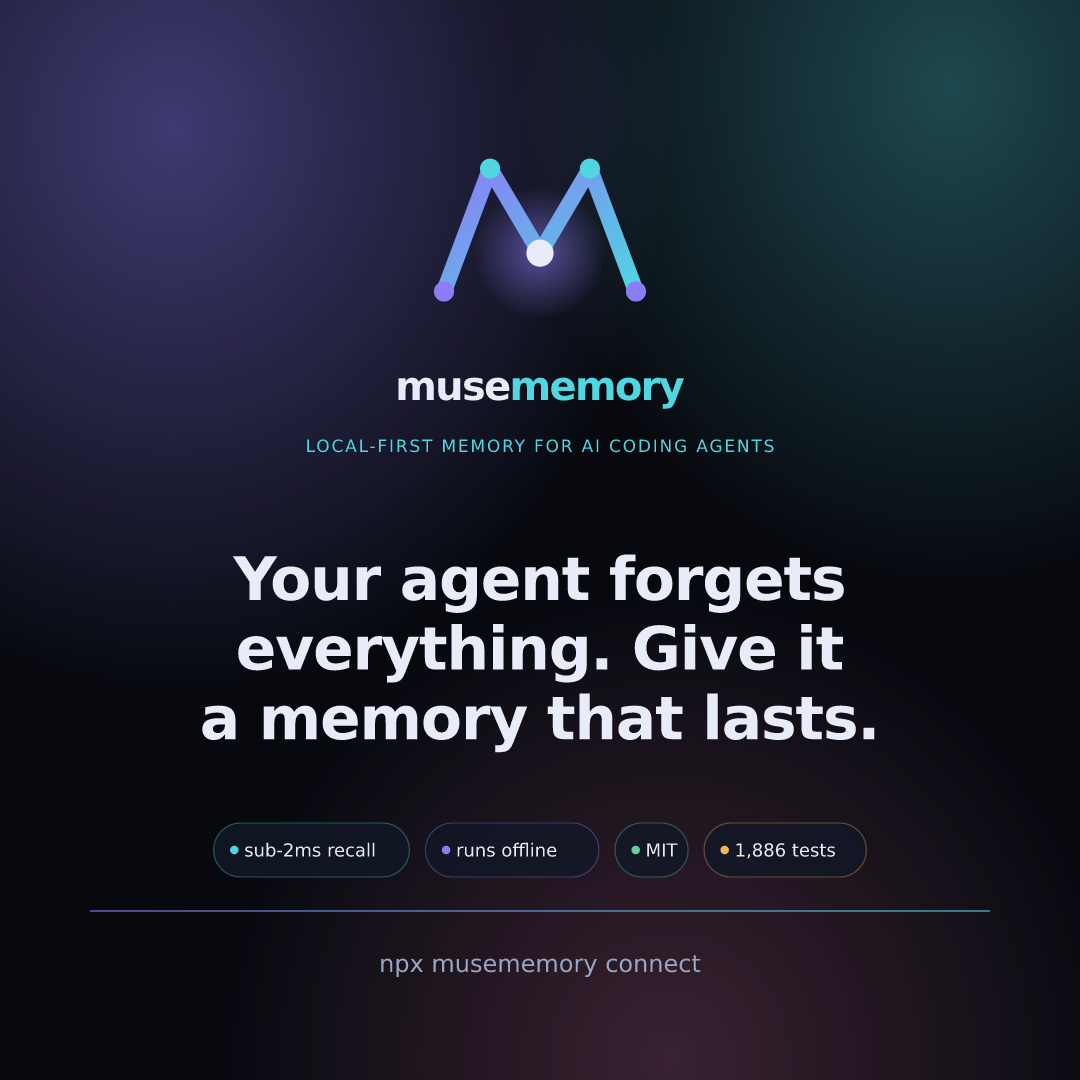 musememory
LOCAL-FIRST MEMORY FOR AI CODING AGENTS
Your agent forgets
everything. Give it
a memory that lasts.
sub-2ms recall
runs offline
MIT
1,886 tests
npx musememory connect